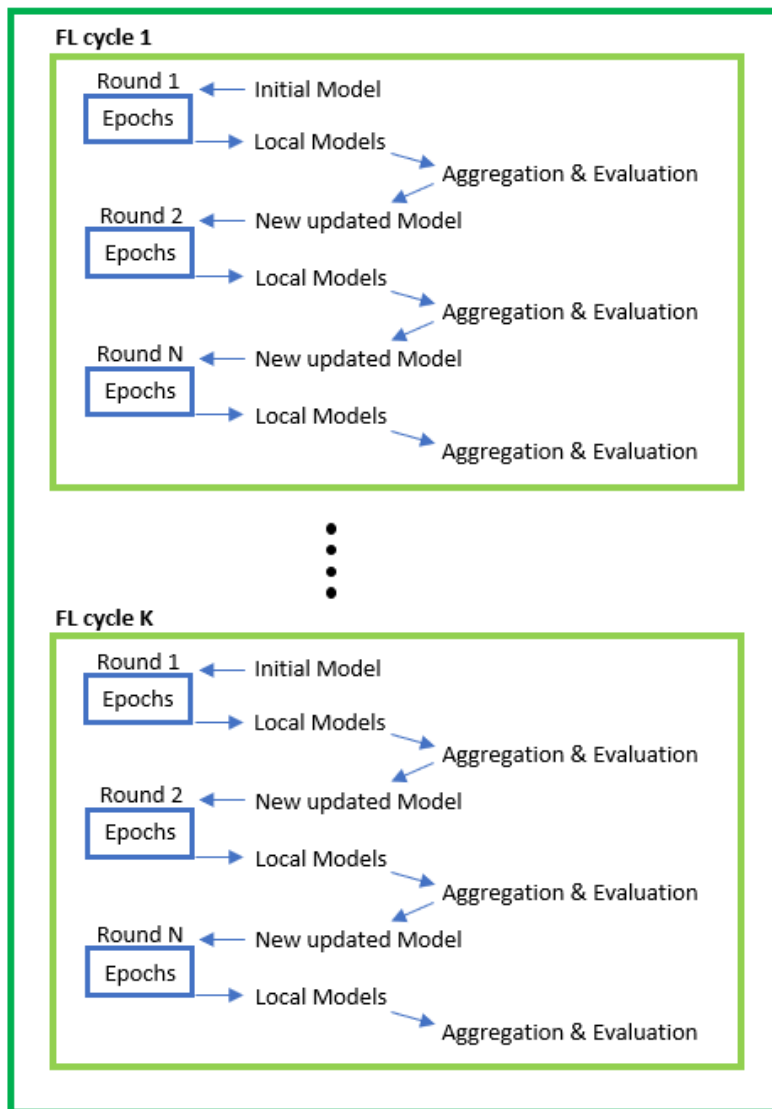 FL cycle 1
Round 1
Initial Model
Epochs
Local Models
Aggregation & Evaluation
Round 2
New updated Model
Epochs
Local Models
Aggregation & Evaluation
Round N
New updated Model
Epochs
Local Models
Aggregation & Evaluation
FL cycle K
Round 1
Initial Model
Epochs
Local Models
Aggregation & Evaluation
Round 2
New updated Model
Epochs
Local Models
Aggregation & Evaluation
Round N
New updated Model
Epochs
Local Models
Aggregation & Evaluation